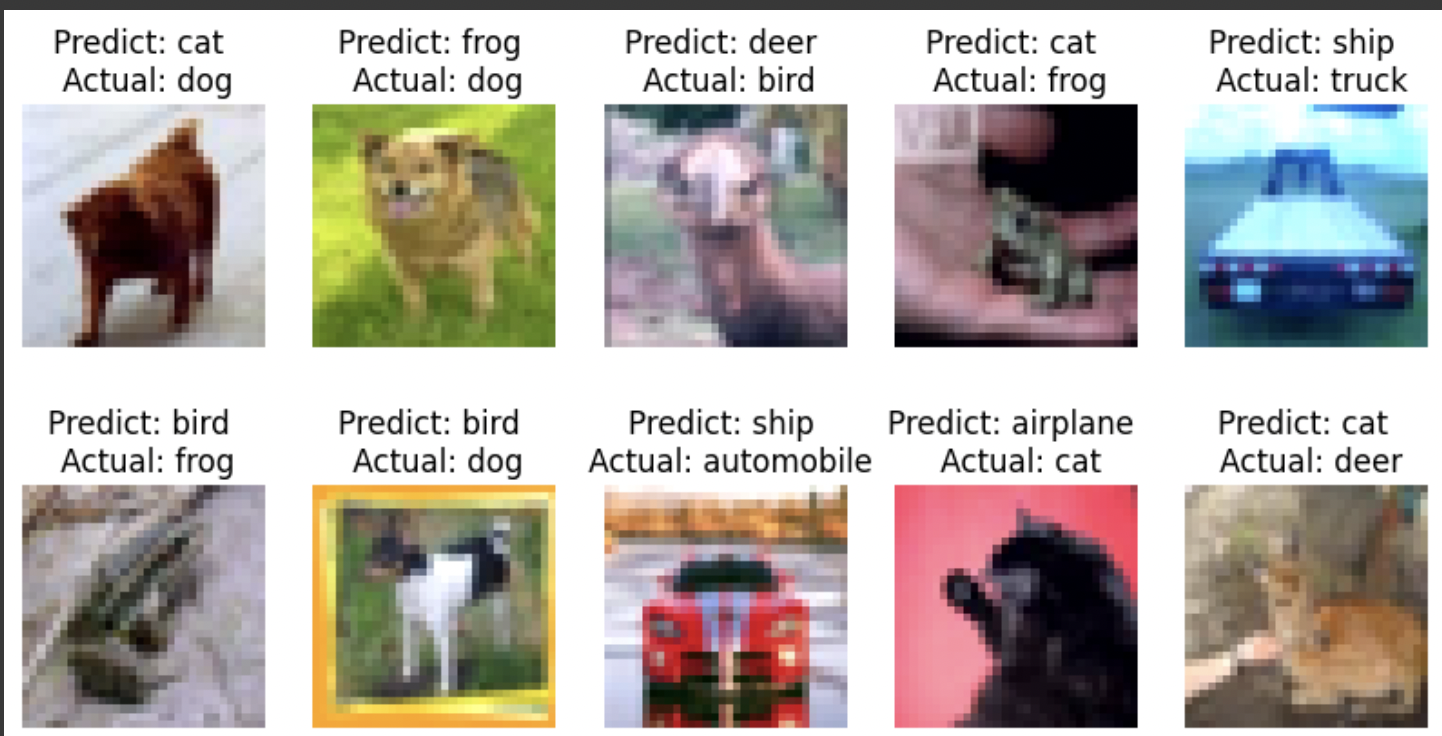 Predict: cat
Actual: dog
Predict: frog
Actual: dog
Predict: deer
Actual: bird
Predict: cat
Actual: frog
Predict: ship
Actual: truck
Predict: bird
Actual: frog
Predict: bird
Actual: dog
Predict: ship
Actual: automobile
Predict: airplane
Actual: cat
Predict: cat
Actual: deer